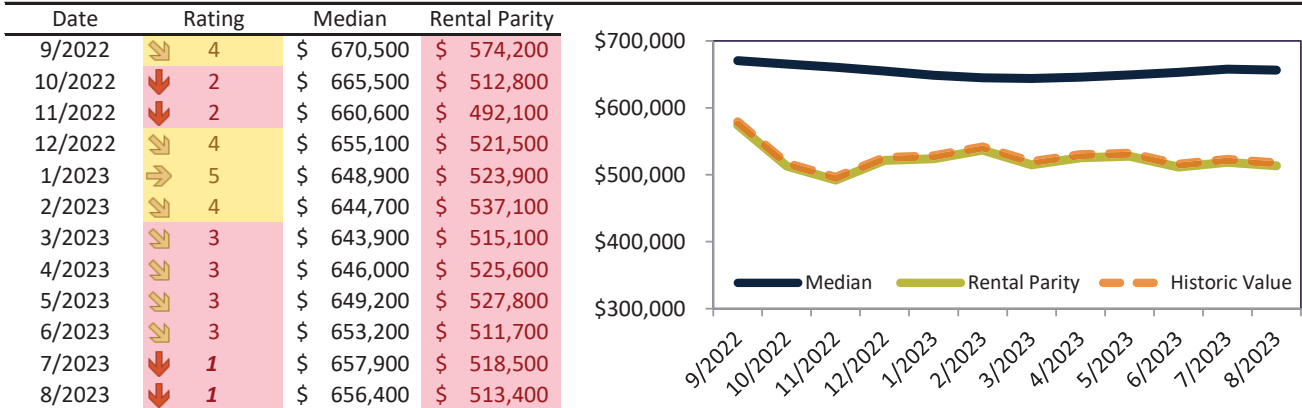 Date Rating Median Rental Parity
9/2022 4 $ 670,500 $ 574,200
10/2022 2 $ 665,500 $ 512,800
11/2022 2 $ 660,600 $ 492,100
12/2022 4 $ 655,100 $ 521,500
1/2023 5 $ 648,900 $ 523,900
2/2023 4 $ 644,700 $ 537,100
3/2023 3 $ 643,900 $ 515,100
4/2023 3 $ 646,000 $ 525,600
5/2023 3 $ 649,200 $ 527,800
6/2023 3 $ 653,200 $ 511,700
7/2023 1 $ 657,900 $ 518,500
8/2023 1 $ 656,400 $ 513,400
$700,000
$600,000
$500,000
$400,000
$300,000
Median Rental Parity Historic Value
9/2022 10/2022 11/2022 12/2022 1/2023 2/2023 3/2023 4/2023 5/2023 6/2023 7/2023 8/2023